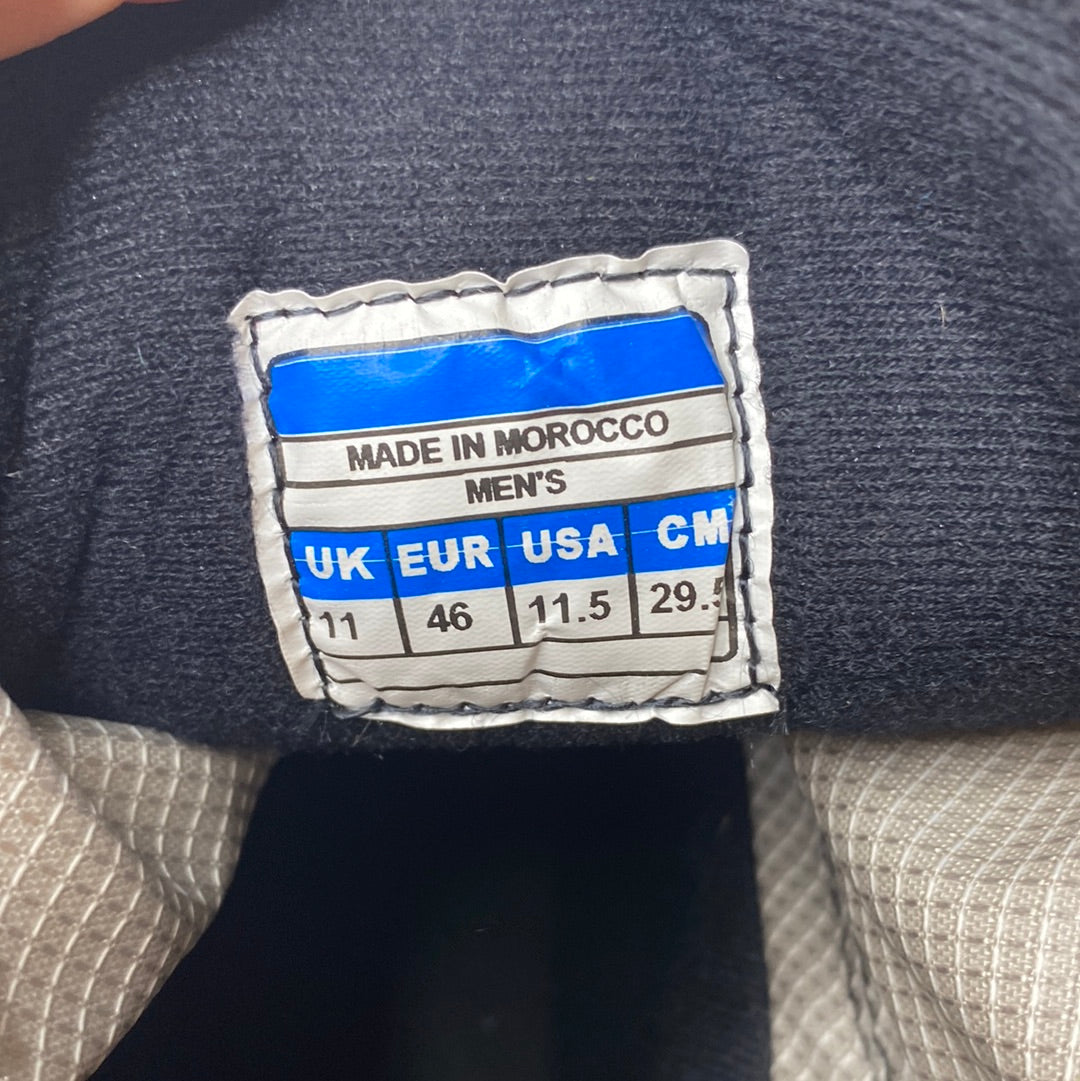 MADE IN MOROCCO
MEN'S
UK EUR USA CM
11 46 11.5 29.5